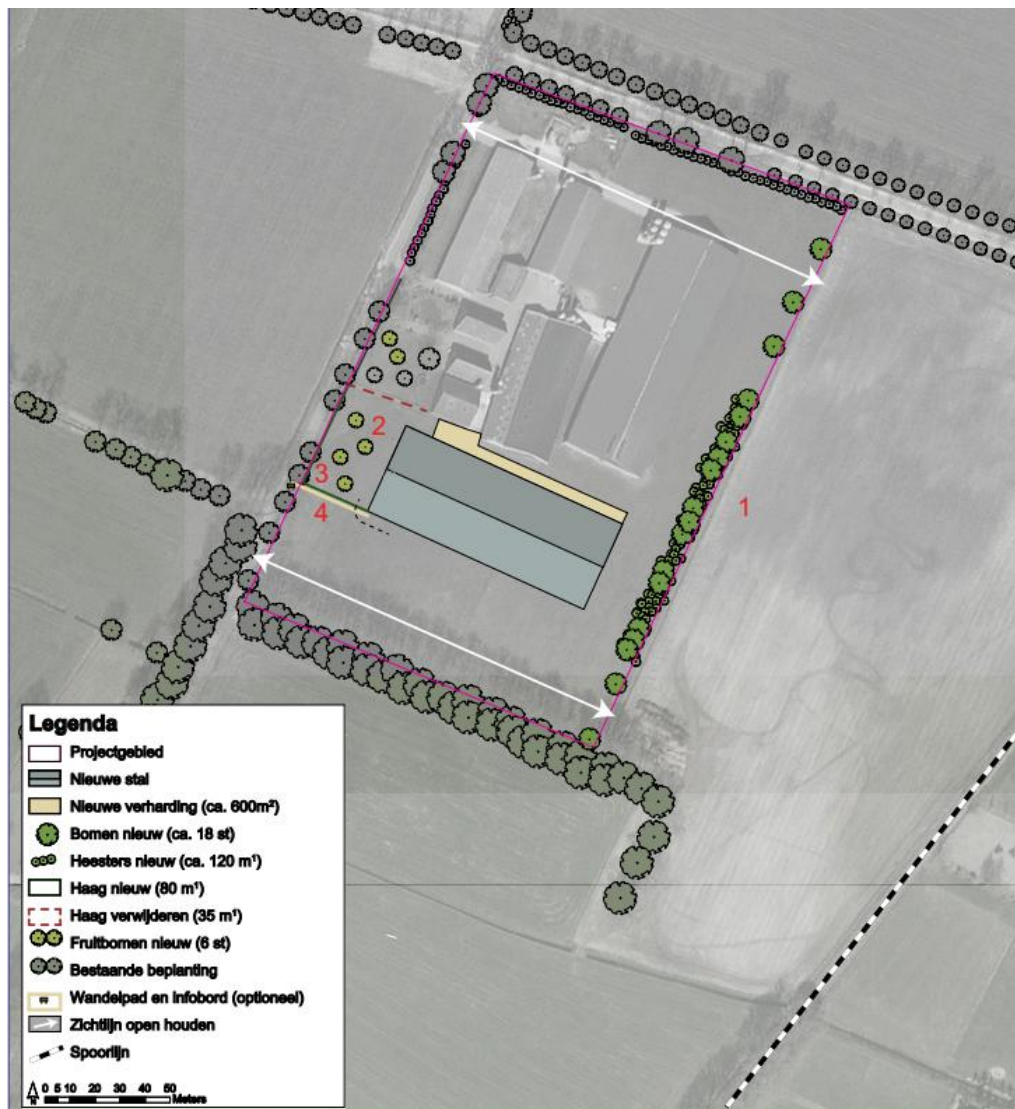 2
3
4
1
Legenda
Projectgebied
Nieuwe stal
Nieuwe verharding (ca. 600m²)
Bomen nieuw (ca. 18 st)
Heesters nieuw (ca. 120 m¹)
Haag nieuw (80 m¹)
Haag verwijderen (35 m¹)
Fruitbomen nieuw (6 st)
Bestaande beplanting
Wandelpad en infobord (optioneel)
Zichtlijn open houden
Spoorlijn
0 5 10 20 30 40 50
Meters
N